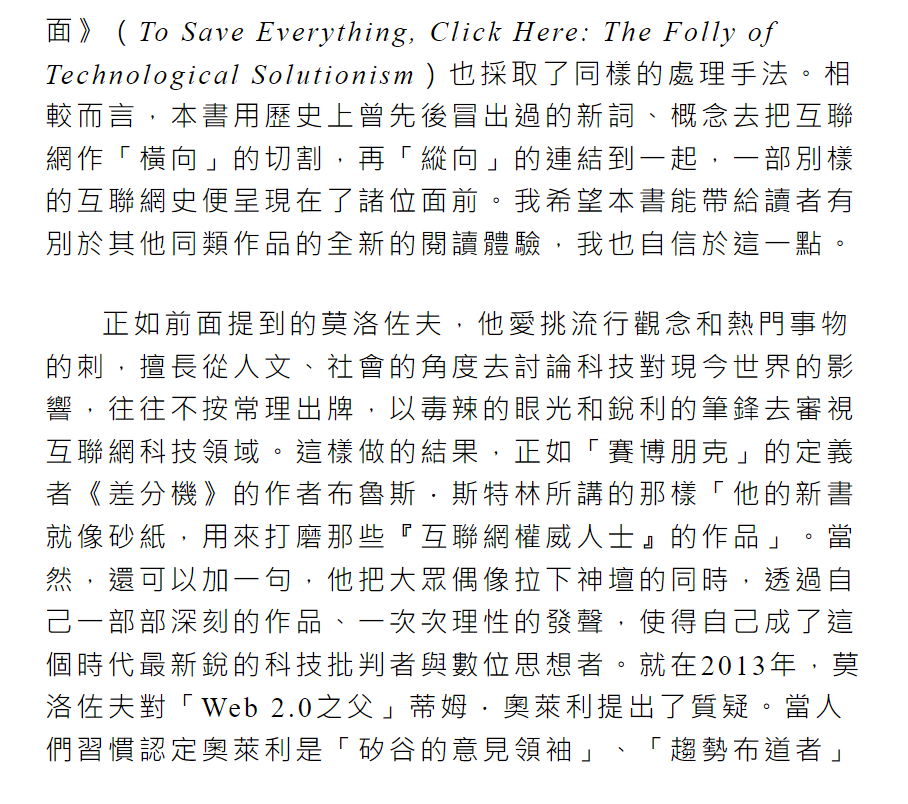 面》（To Save Everything, Click Here: The Folly of
Technological Solutionism）也採取了同樣的處理手法。相
較而言，本書用歷史上曾先後冒出過的新詞、概念去把互聯
網作「橫向」的切割，再「縱向」的連結到一起，一部別樣
的互聯網史便呈現在了諸位面前。我希望本書能帶給讀者有
別於其他同類作品的全新的閱讀體驗，我也自信於這一點。
正如前面提到的莫洛佐夫，他愛挑流行觀念和熱門事物
的刺，擅長從人文、社會的角度去討論科技對現今世界的影
響，往往不按常理出牌，以毒辣的眼光和銳利的筆鋒去審視
互聯網科技領域。這樣做的結果，正如「賽博朋克」的定義
者《差分機》的作者布魯斯．斯特林所講的那樣「他的新書
就像砂紙，用來打磨那些『互聯網權威人士』的作品」。當
然，還可以加一句，他把大眾偶像拉下神壇的同時，透過自
己一部部深刻的作品、一次次理性的發聲，使得自己成了這
個時代最新銳的科技批判者與數位思想者。就在2013年，莫
洛佐夫對「Web 2.0之父」蒂姆．奧萊利提出了質疑。當人
們習慣認定奧萊利是「矽谷的意見領袖」、「趨勢布道者」